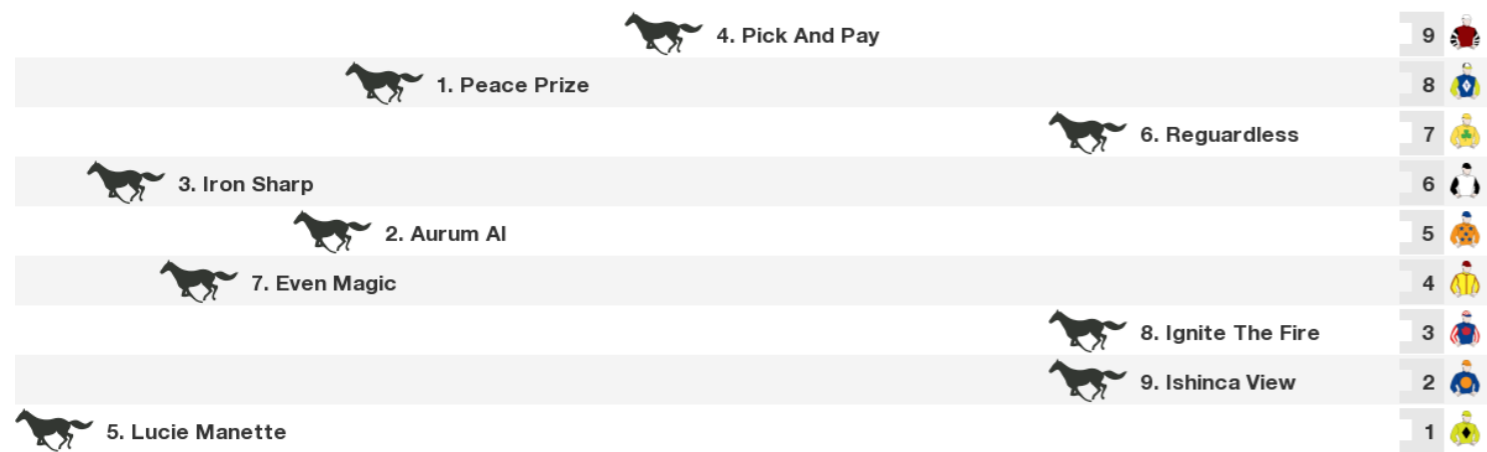 4. Pick And Pay 9
1. Peace Prize 8
6. Reguardless 7
3. Iron Sharp 6
2. Aurum Al 5
7. Even Magic 4
8. Ignite The Fire 3
9. Ishinca View 2
5. Lucie Manette 1